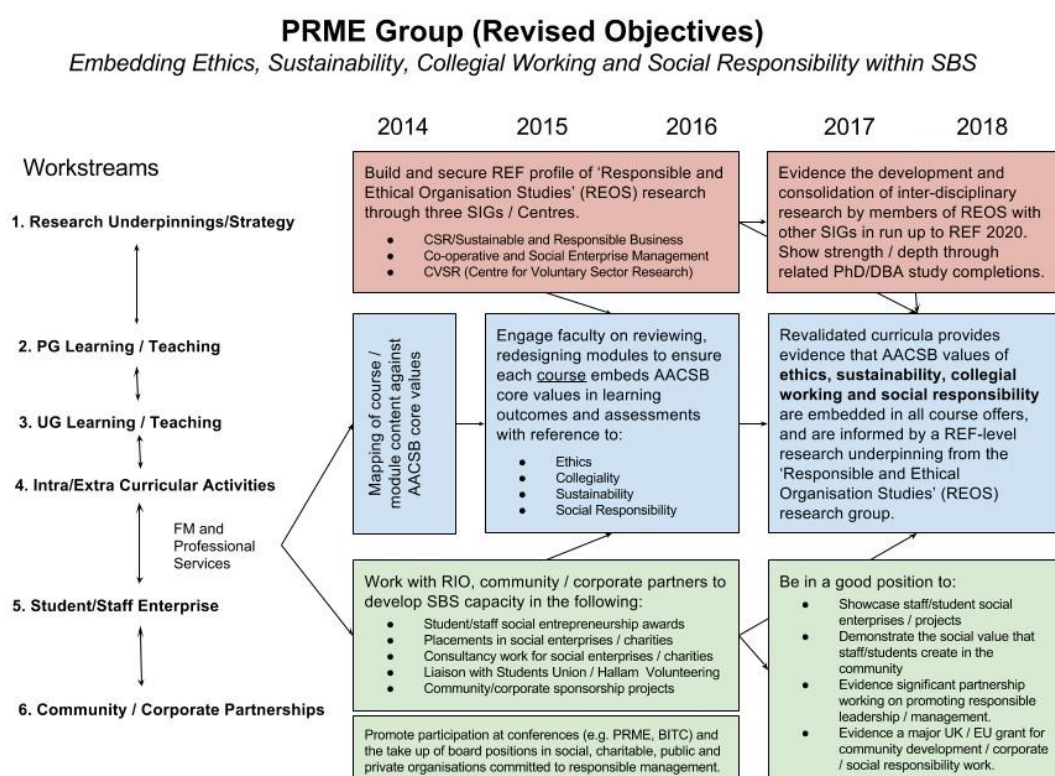 PRME Group (Revised Objectives)
Embedding Ethics, Sustainability, Collegial Working and Social Responsibility within SBS
2014
2015
2016
2017
2018
Workstreams
1. Research Underpinnings/Strategy
2. PG Learning / Teaching
3. UG Learning / Teaching
4. Intra/Extra Curricular Activities
FM and
Professional
Services
5. Student/Staff Enterprise
6. Community / Corporate Partnerships
Build and secure REF profile of ‘Responsible and
Ethical Organisation Studies’ (REOS) research
through three SIGs / Centres.
● CSR/Sustainable and Responsible Business
● Co-operative and Social Enterprise Management
● CVSR (Centre for Voluntary Sector Research)
Evidence the development and
consolidation of inter-disciplinary
research by members of REOS with
other SIGs in run up to REF 2020.
Show strength / depth through
related PhD/DBA study completions.
Mapping of course /
module content against
AACSB core values
Engage faculty on reviewing,
redesigning modules to ensure
each course embeds AACSB
core values in learning
outcomes and assessments
with reference to:
● Ethics
● Collegiality
● Sustainability
● Social Responsibility
Revalidated curricula provides
evidence that AACSB values of
ethics, sustainability, collegial
working and social responsibility
are embedded in all course offers,
and are informed by a REF-level
research underpinning from the
‘Responsible and Ethical
Organisation Studies’ (REOS)
research group.
Work with RIO, community / corporate partners to
develop SBS capacity in the following:
● Student/staff social entrepreneurship awards
● Placements in social enterprises / charities
● Consultancy work for social enterprises / charities
● Liaison with Students Union / Hallam Volunteering
● Community/corporate sponsorship projects
Promote participation at conferences (e.g. PRME, BITC) and
the take up of board positions in social, charitable, public and
private organisations committed to responsible management.
Be in a good position to:
● Showcase staff/student social
enterprises / projects
● Demonstrate the social value that
staff/students create in the
community
● Evidence significant partnership
working on promoting responsible
leadership / management.
● Evidence a major UK / EU grant for
community development / corporate
/ social responsibility work.